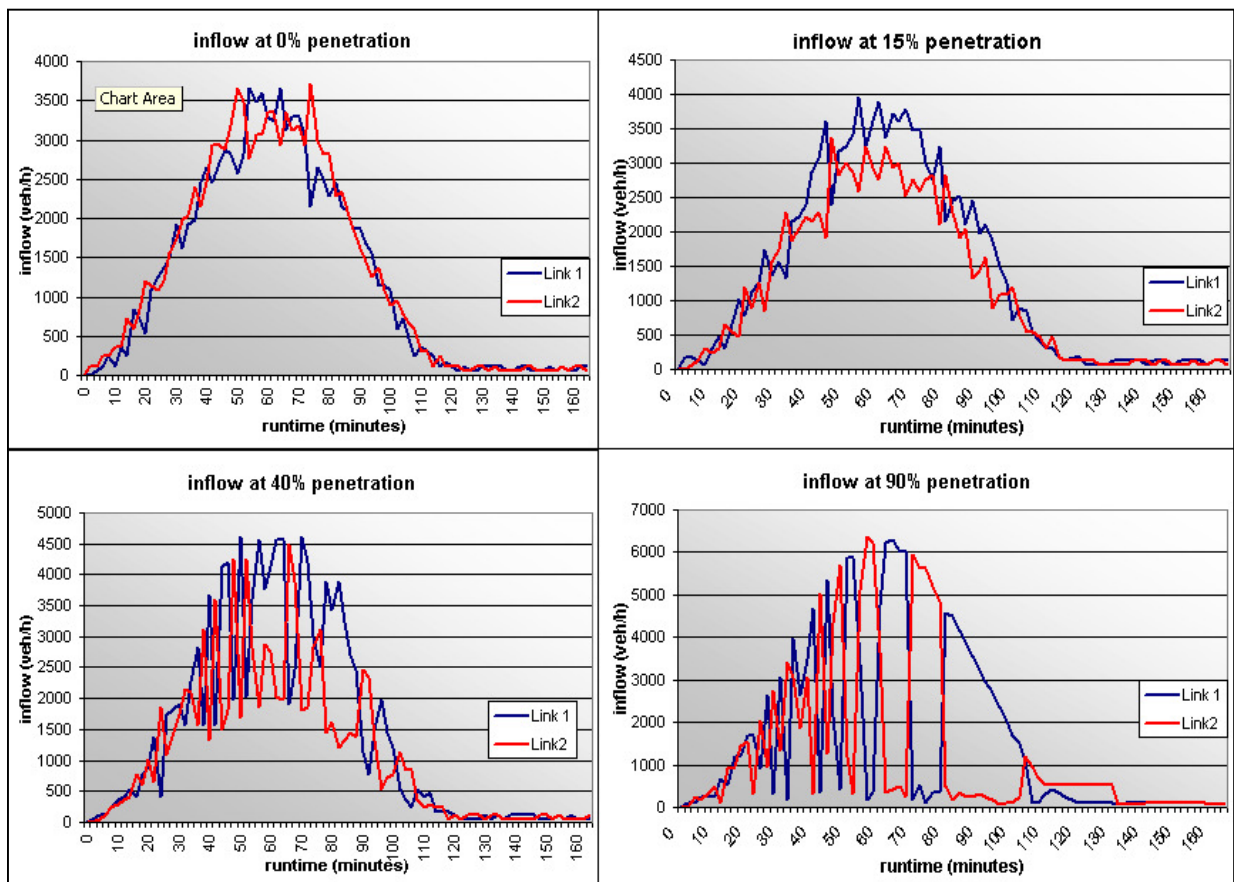 inflow at 0% penetration
4000
3500
3000
2500
2000
1500
1000
500
0
inflow (veh/h)
Chart Area
Link 1
Link2
0 10 20 30 40 50 60 70 80 90 100 110 120 130 140 150 160
runtime (minutes)
inflow at 15% penetration
4500
4000
3500
3000
2500
2000
1500
1000
500
0
inflow (veh/h)
Link1
Link2
0 10 20 30 40 50 60 70 80 90 100 110 120 130 140 150 160
runtime (minutes)
inflow at 40% penetration
5000
4500
4000
3500
3000
2500
2000
1500
1000
500
0
inflow (veh/h)
Link 1
Link2
0 10 20 30 40 50 60 70 80 90 100 110 120 130 140 150 160
runtime (minutes)
inflow at 90% penetration
7000
6000
5000
4000
3000
2000
1000
0
inflow (veh/h)
Link 1
Link2
0 10 20 30 40 50 60 70 80 90 100 110 120 130 140 150 160
runtime (minutes)